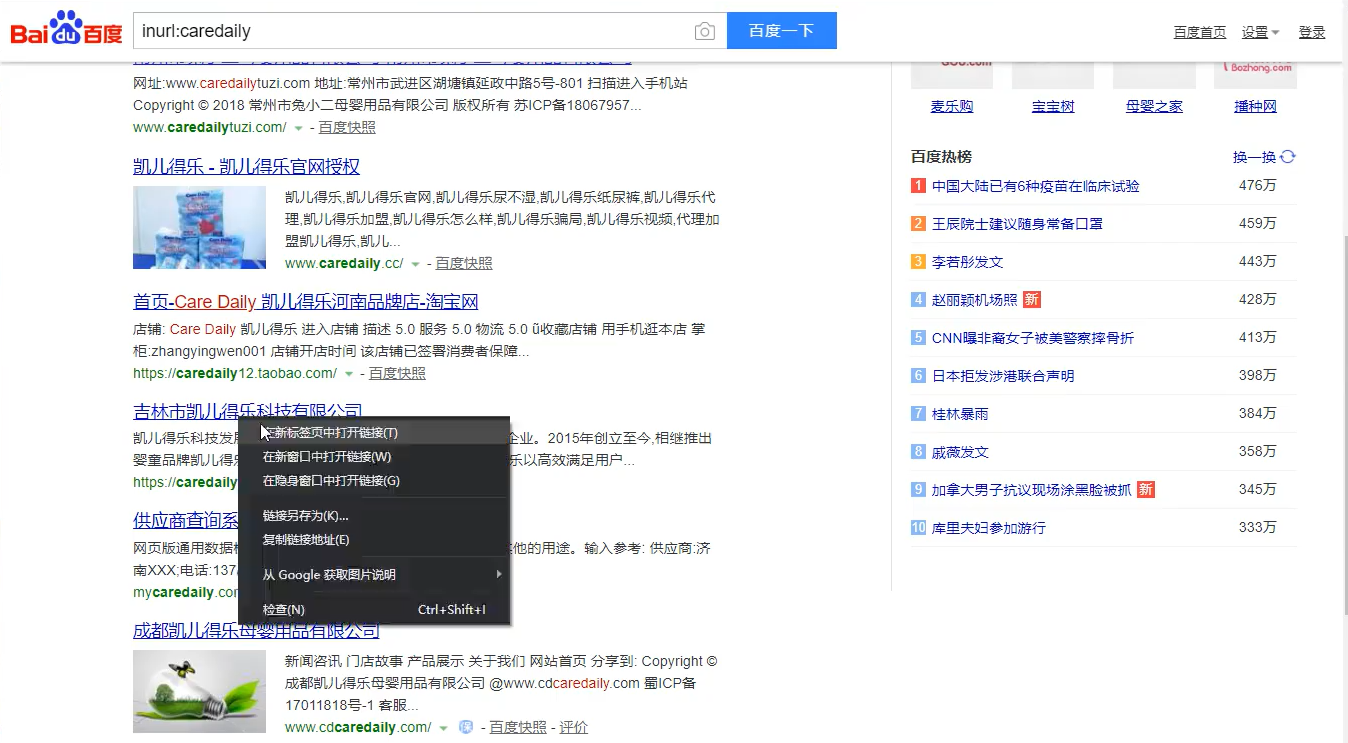 Bai du 百度
inurl:caredaily
百度一下
百度首页 设置 登录
网址:www.caredailytuzi.com 地址:常州市武进区湖塘镇延政中路5号-801 扫描进入手机站
Copyright © 2018 常州市兔小二母婴用品有限公司 版权所有 苏ICP备18067957...
www.caredailytuzi.com/ - 百度快照
凯儿得乐 - 凯儿得乐官网授权
凯儿得乐,凯儿得乐官网,凯儿得乐尿不湿,凯儿得乐纸尿裤,凯儿得乐代
理,凯儿得乐加盟,凯儿得乐怎么样,凯儿得乐骗局,凯儿得乐视频,代理加
盟凯儿得乐,凯儿...
www.caredaily.cc/ - 百度快照
首页-Care Daily 凯儿得乐河南品牌店-淘宝网
店铺: Care Daily 凯儿得乐 进入店铺 描述 5.0 服务 5.0 物流 5.0 ũ收藏店铺 用手机逛本店 掌
柜:zhangyingwen001 店铺开店时间 该店铺已签署消费者保障...
https://caredaily12.taobao.com/ - 百度快照
吉林市凯儿得乐科技有限公司
凯儿得乐科技发 企业。2015年创立至今,相继推出
婴童品牌凯儿得 乐以高效满足用户...
https://caredaily
供应商查询系
网页版通用数据 他的用途。输入参考: 供应商;济
南XXX;电话:137
mycaredaily.co
在新标签页中打开链接(T)
在新窗口中打开链接(W)
在隐身窗口中打开链接(G)
链接另存为(K)...
复制链接地址(E)
从 Google 获取图片说明
检查(N) Ctrl+Shift+I
成都凯儿得乐母婴用品有限公司
新闻咨讯 门店故事 产品展示 关于我们 网站首页 分享到: Copyright ©
成都凯儿得乐母婴用品有限公司 @www.cdcaredaily.com 蜀ICP备
17011818号-1 客服...
www.cdcaredaily.com/ 保 - 百度快照 - 评价
Bozhong.com
麦乐购 宝宝树 母婴之家 播种网
百度热榜 换一换
1 中国大陆已有6种疫苗在临床试验 476万
2 王辰院士建议随身常备口罩 459万
3 李若彤发文 443万
4 赵丽颖机场照 新 428万
5 CNN曝非裔女子被美警察摔骨折 413万
6 日本拒发涉港联合声明 398万
7 桂林暴雨 384万
8 戚薇发文 358万
9 加拿大男子抗议现场涂黑脸被抓 新 345万
10 库里夫妇参加游行 333万